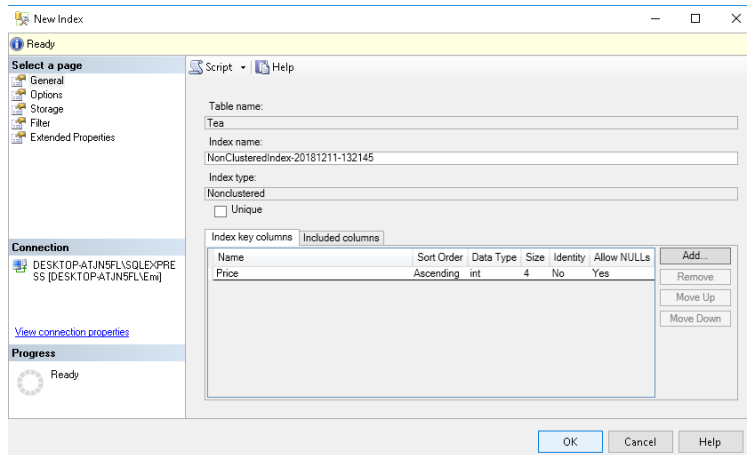 New Index
Ready
Select a page
General
Options
Storage
Filter
Extended Properties
Connection
DESKTOP-ATJN5FL\SQLEXPRE
SS [DESKTOP-ATJN5FL\Emi]
View connection properties
Progress
Ready
Script Help
Table name:
Tea
Index name:
NonClusteredIndex-20181211-132145
Index type:
Nonclustered
Unique
Index key columns Included columns
Name Sort Order Data Type Size Identity Allow NULLs
Price Ascending int 4 No Yes
Add...
Remove
Move Up
Move Down
OK Cancel Help